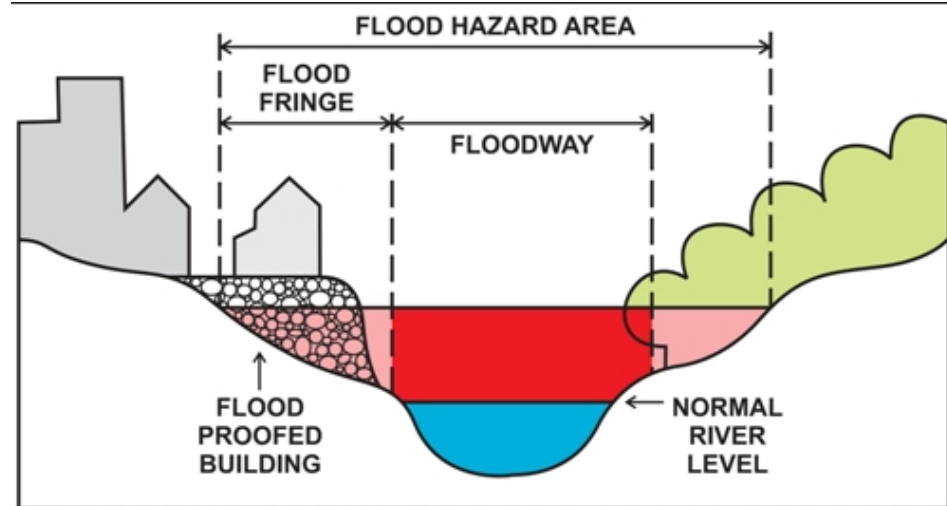 FLOOD HAZARD AREA
FLOOD
FRINGE
FLOODWAY
FLOOD
PROOFED
BUILDING
NORMAL
RIVER
LEVEL